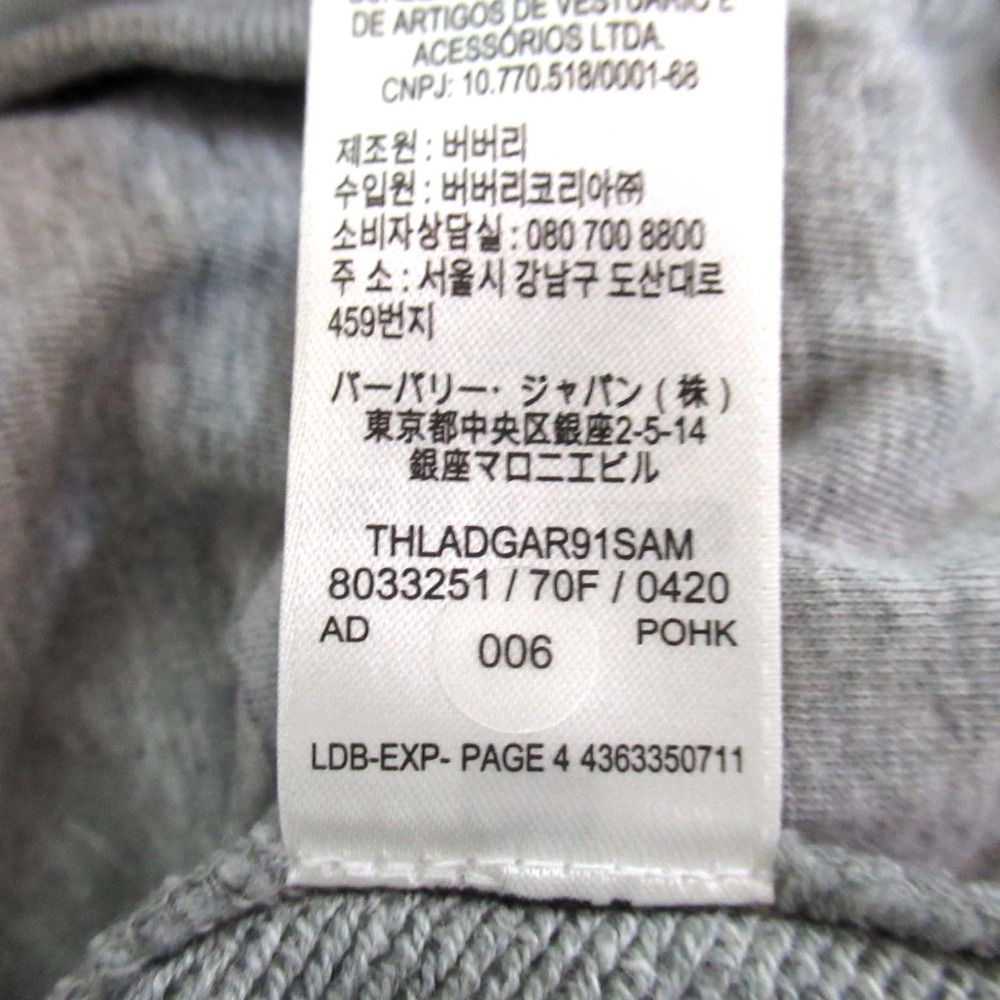 DE ARTIGOS DE VESTUÁRIO E
ACESSÓRIOS LTDA.
CNPJ: 10.770.518/0001-68
제조원 : 버버리
수입원 : 버버리코리아㈜
소비자상담실 : 080 700 8800
주 소 : 서울시 강남구 도산대로
459번지
バーバリー・ジャパン ( 株 )
東京都中央区銀座2-5-14
銀座マロニエビル
THLADGAR91SAM
8033251 / 70F / 0420
AD 006 POHK
LDB-EXP- PAGE 4 4363350711